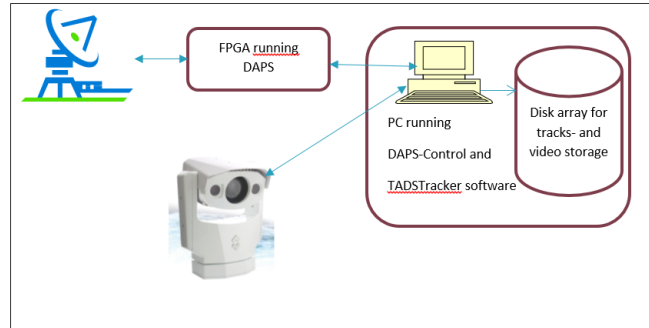 FPGA running
DAPS
PC running
DAPS-Control and
TADSTracker software
Disk array for
tracks- and
video storage